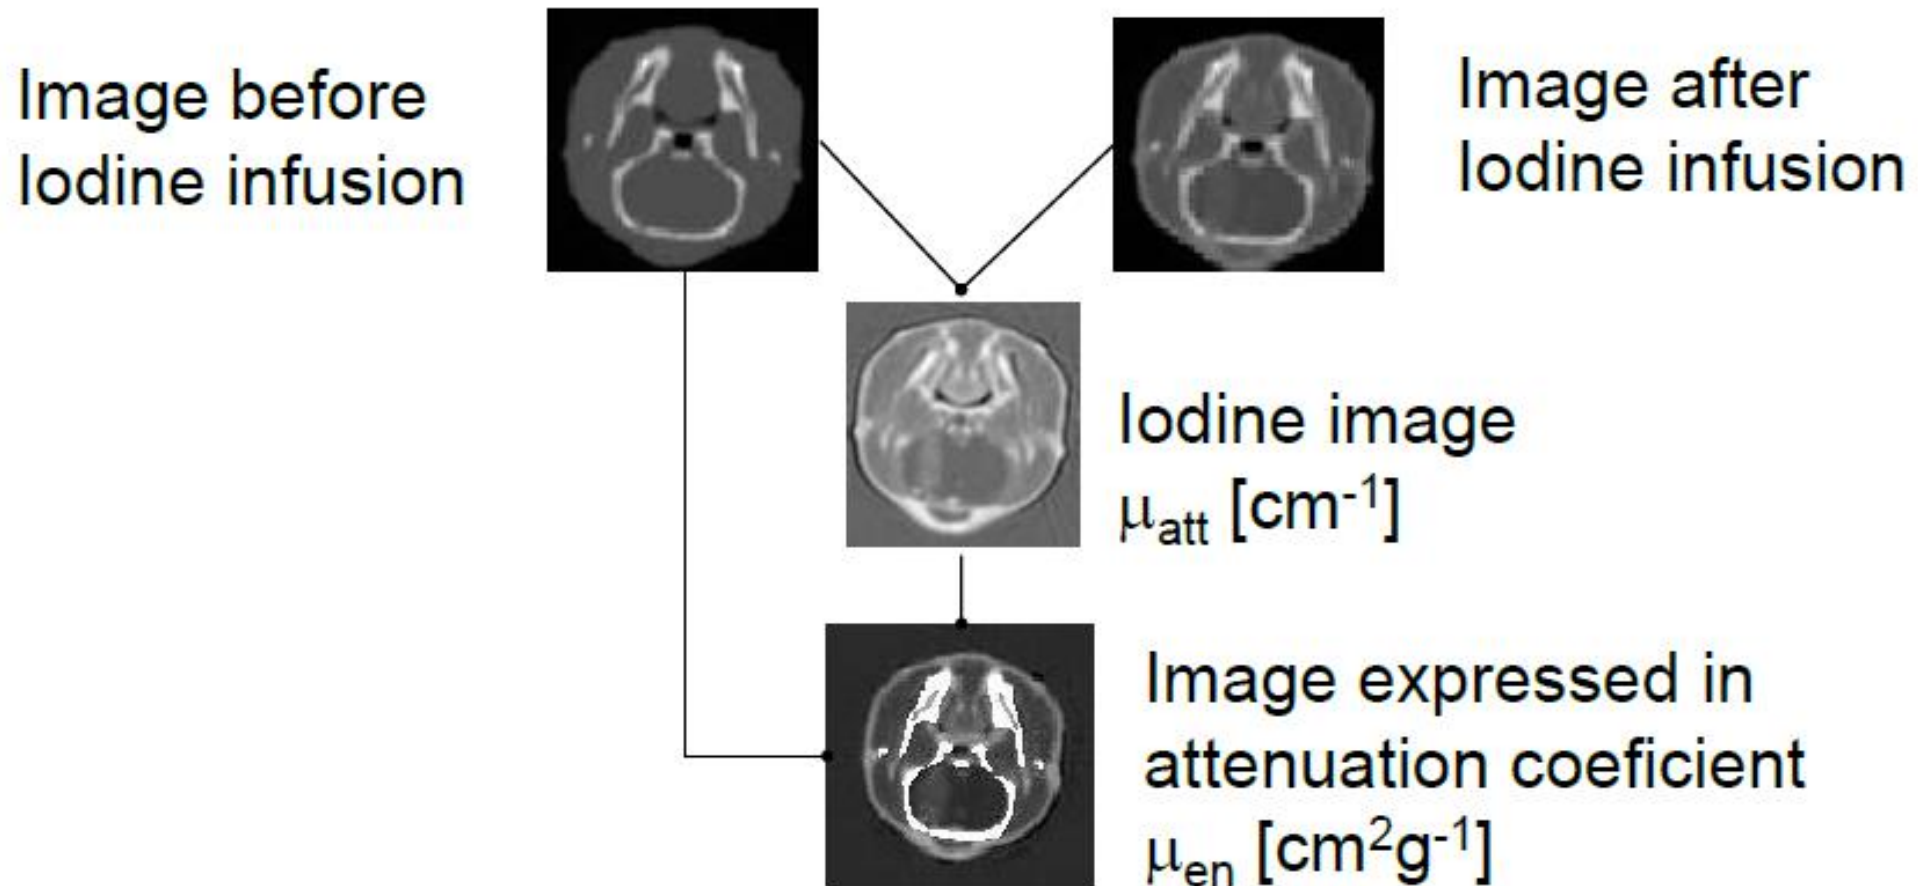 Image before
Iodine infusion
Image after
Iodine infusion
Iodine image
μatt [cm-1]
Image expressed in
attenuation coeficient
μen [cm2g-1]